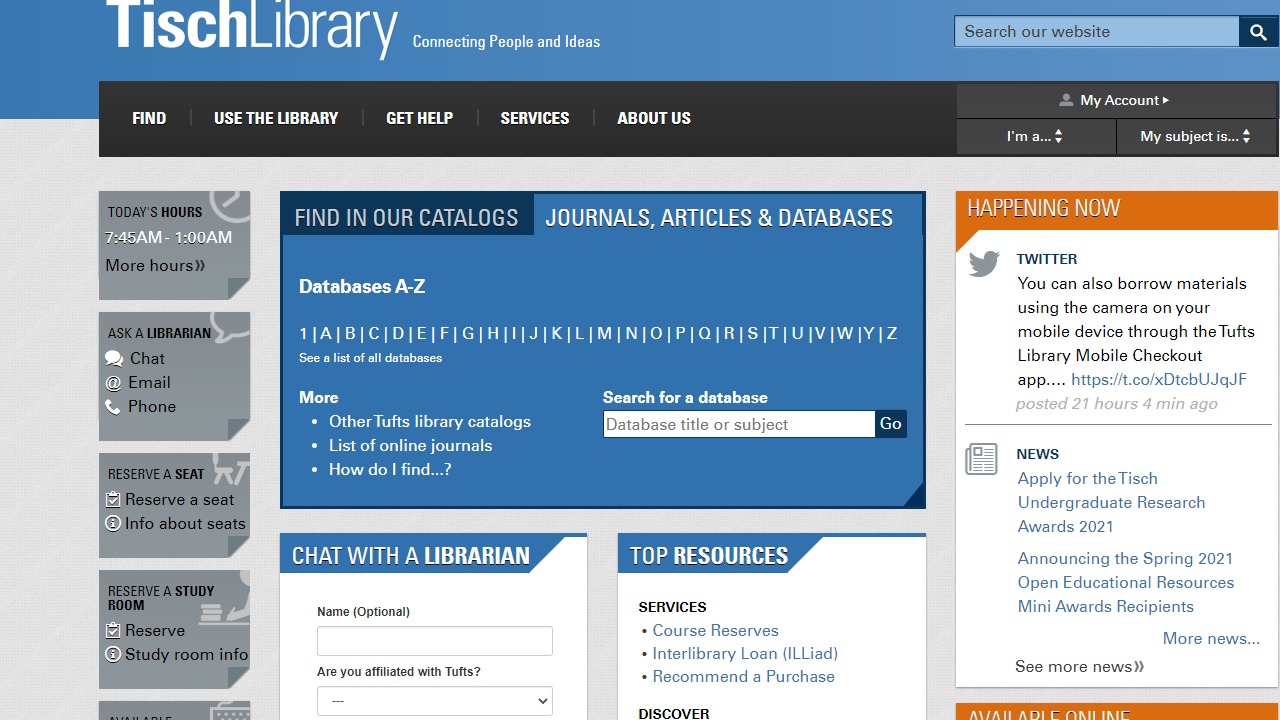 TischLibrary
Connecting People and Ideas
Search our website
FIND
USE THE LIBRARY
GET HELP
SERVICES
ABOUT US
My Account
I'm a...
My subject is...
TODAY'S HOURS
7:45AM - 1:00AM
More hours
ASK A LIBRARIAN
Chat
Email
Phone
RESERVE A SEAT
Reserve a seat
Info about seats
RESERVE A STUDY
ROOM
Reserve
Study room info
AVAILABLE
FIND IN OUR CATALOGS
JOURNALS, ARTICLES & DATABASES
Databases A-Z
1 | A | B | C | D | E | F | G | H | I | J | K | L | M | N | O | P | Q | R | S | T | U | V | W | Y | Z
See a list of all databases
More
• Other Tufts library catalogs
• List of online journals
• How do I find...?
Search for a database
Database title or subject
Go
CHAT WITH A LIBRARIAN
Name (Optional)
Are you affiliated with Tufts?
---
TOP RESOURCES
SERVICES
• Course Reserves
• Interlibrary Loan (ILLiad)
• Recommend a Purchase
DISCOVER
HAPPENING NOW
TWITTER
You can also borrow materials
using the camera on your
mobile device through the Tufts
Library Mobile Checkout
app.… https://t.co/xDtcbUJqJF
posted 21 hours 4 min ago
NEWS
Apply for the Tisch
Undergraduate Research
Awards 2021
Announcing the Spring 2021
Open Educational Resources
Mini Awards Recipients
More news...
See more news
AVAILABLE ONLINE